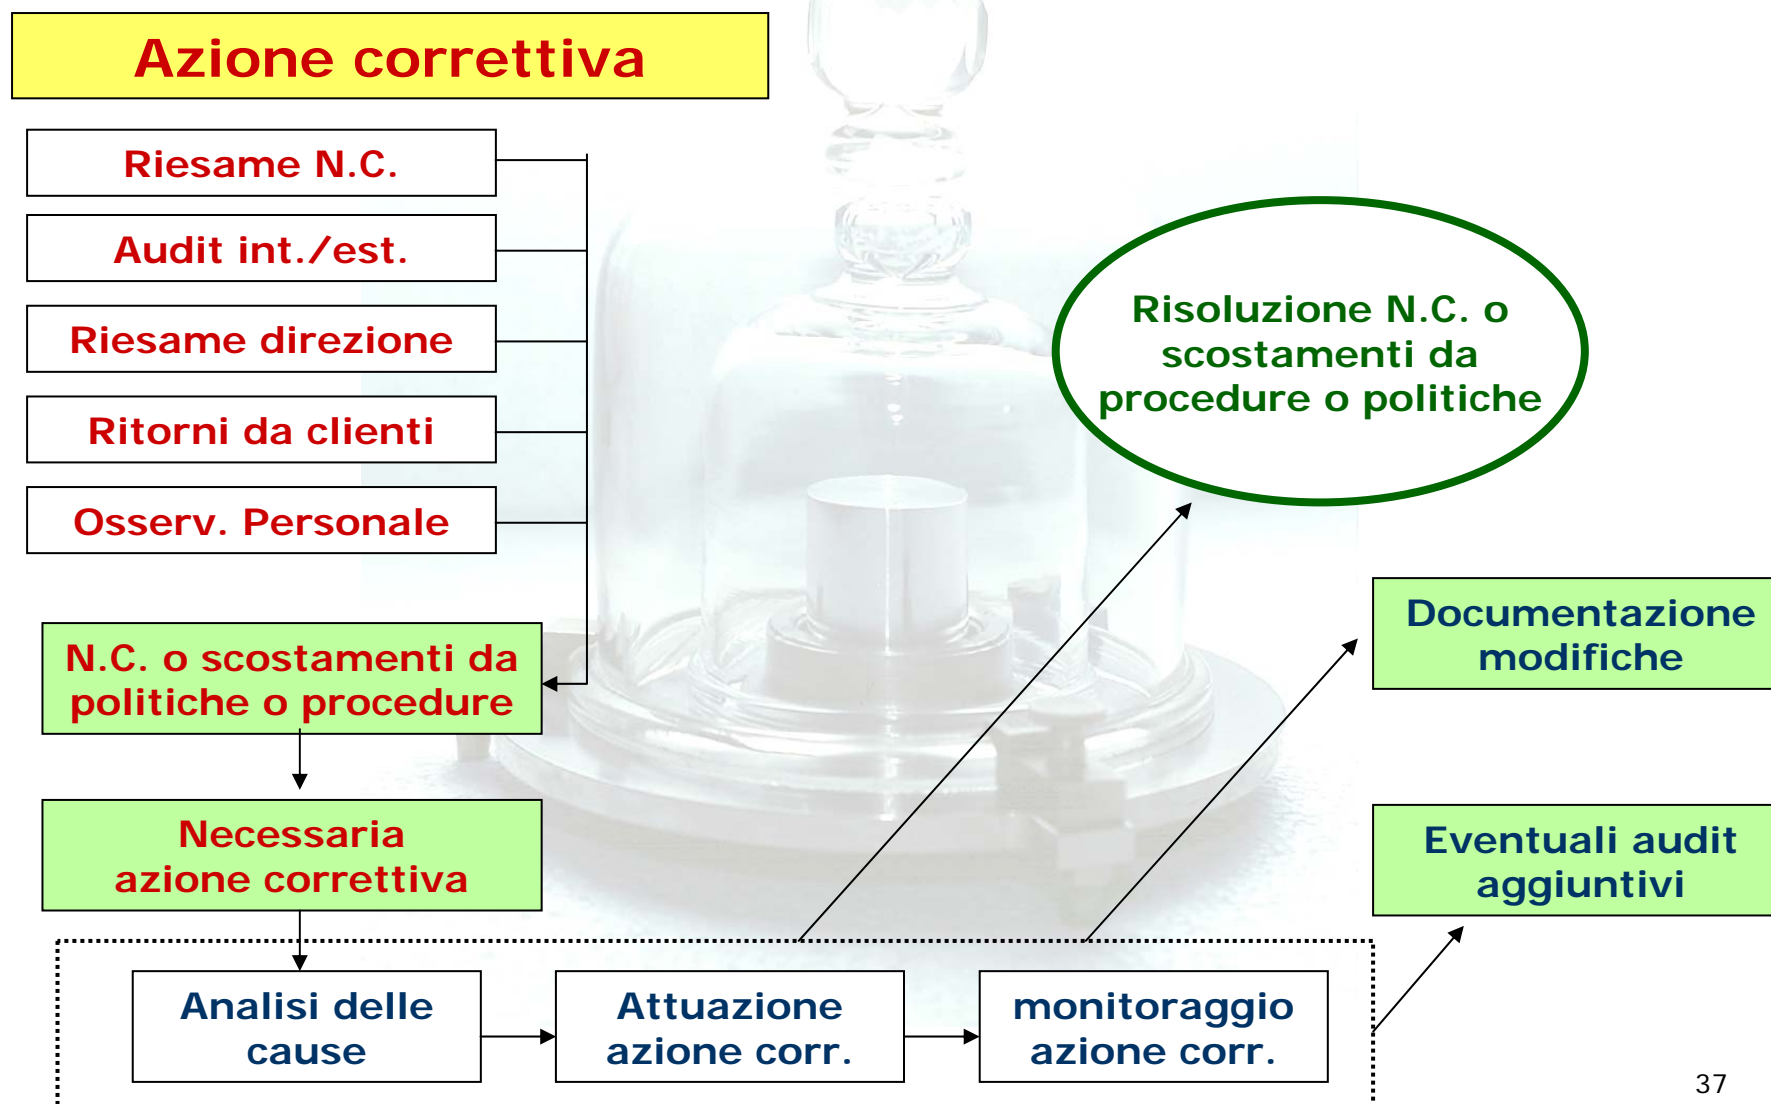 Azione correttiva
Riesame N.C.
Audit int./est.
Riesame direzione
Ritorni da clienti
Osserv. Personale
N.C. o scostamenti da
politiche o procedure
Necessaria
azione correttiva
Analisi delle
cause
Attuazione
azione corr.
monitoraggio
azione corr.
Risoluzione N.C. o
scostamenti da
procedure o politiche
Documentazione
modifiche
Eventuali audit
aggiuntivi
37